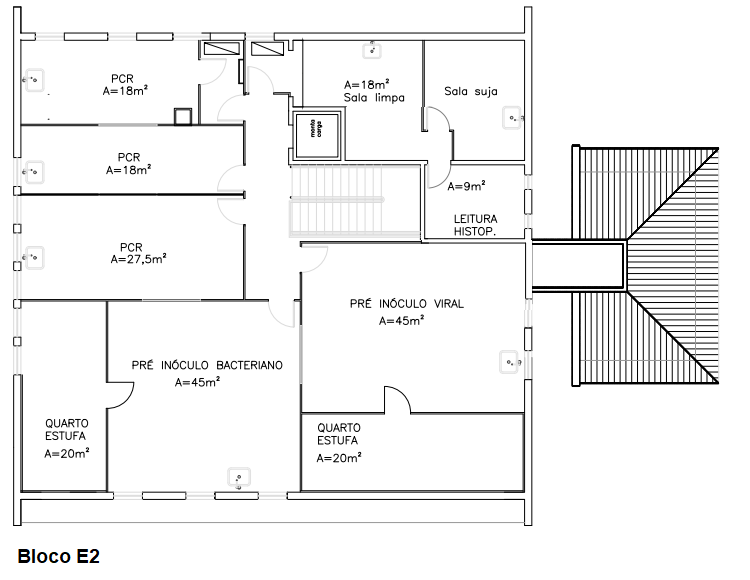 PCR
A=18m²
A=18m²
Sala limpa
Sala suja
monta
carga
PCR
A=18m²
A=9m²
LEITURA
HISTOP.
PCR
A=27,5m²
PRÉ INÓCULO VIRAL
A=45m²
PRÉ INÓCULO BACTERIANO
A=45m²
QUARTO
ESTUFA
A=20m²
QUARTO
ESTUFA
A=20m²
Bloco E2